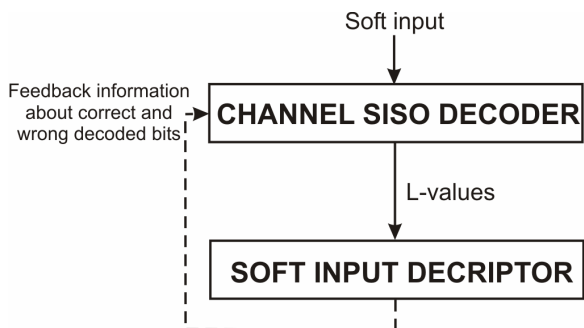 Soft input
Feedback information
about correct and
wrong decoded bits
CHANNEL SISO DECODER
L-values
SOFT INPUT DECRIPTOR